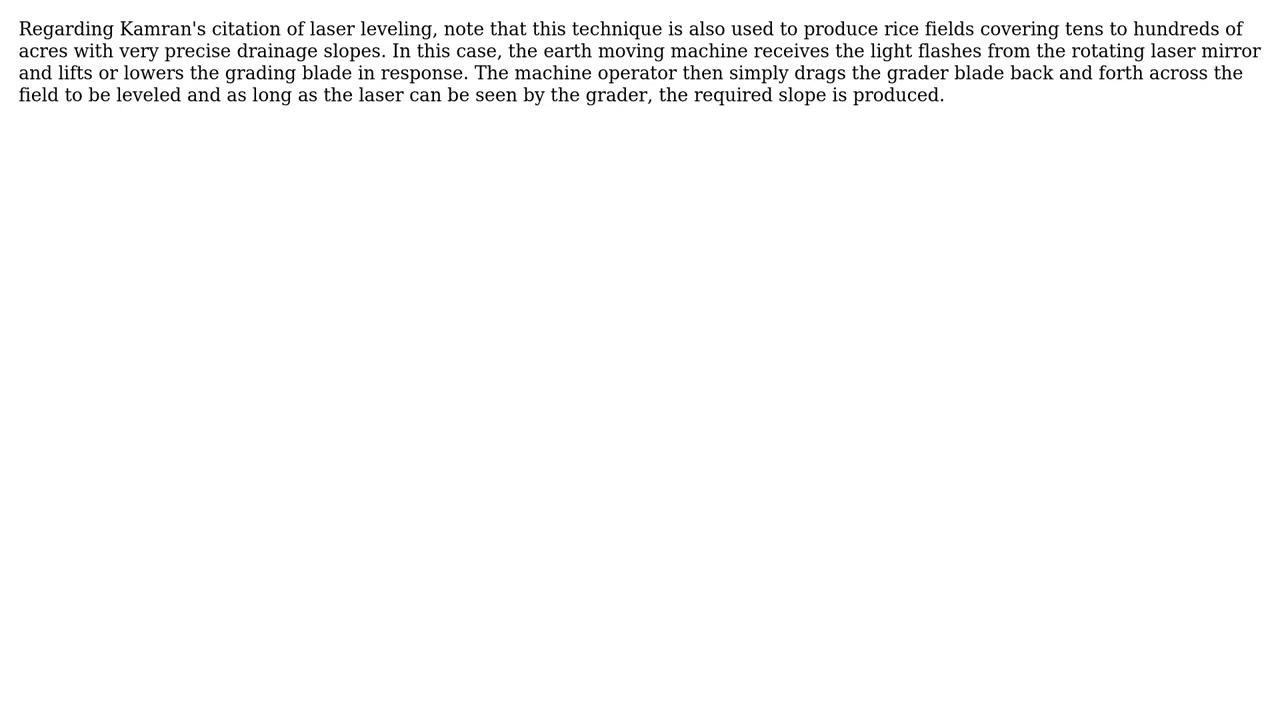 Regarding Kamran's citation of laser leveling, note that this technique is also used to produce rice fields covering tens to hundreds of
acres with very precise drainage slopes. In this case, the earth moving machine receives the light flashes from the rotating laser mirror
and lifts or lowers the grading blade in response. The machine operator then simply drags the grader blade back and forth across the
field to be leveled and as long as the laser can be seen by the grader, the required slope is produced.